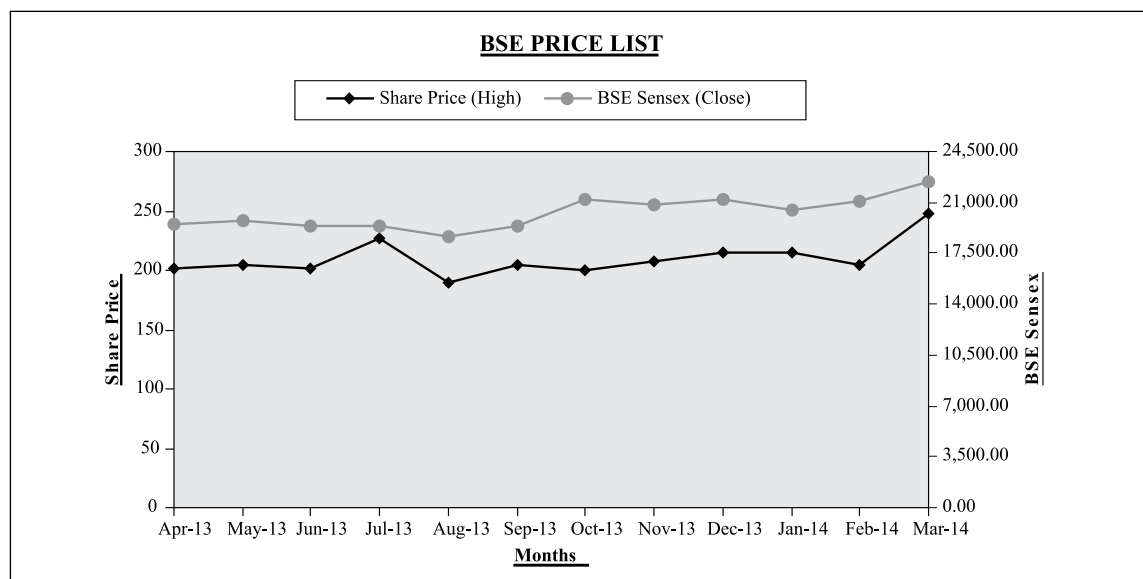 BSE PRICE LIST
Share Price (High) BSE Sensex (Close)
300
250
200
150
100
50
0
Share Price
24,500.00
21,000.00
17,500.00
14,000.00
10,500.00
7,000.00
3,500.00
0.00
BSE Sensex
Apr-13 May-13 Jun-13 Jul-13 Aug-13 Sep-13 Oct-13 Nov-13 Dec-13 Jan-14 Feb-14 Mar-14
Months